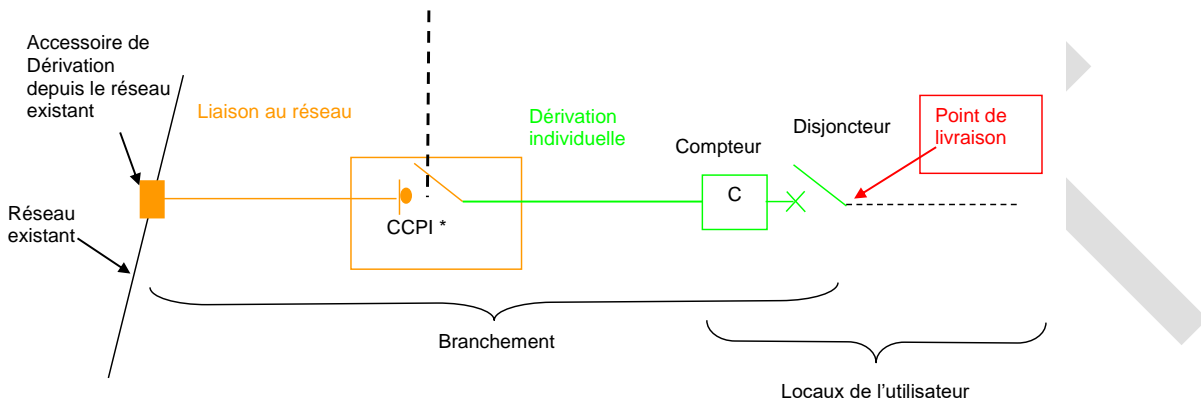 Accessoire de
Dérivation
depuis le réseau
existant
Liaison au réseau
Dérivation
individuelle
Compteur
Disjoncteur
Point de
livraison
C
CCPI *
Réseau
existant
Branchement
Locaux de l'utilisateur